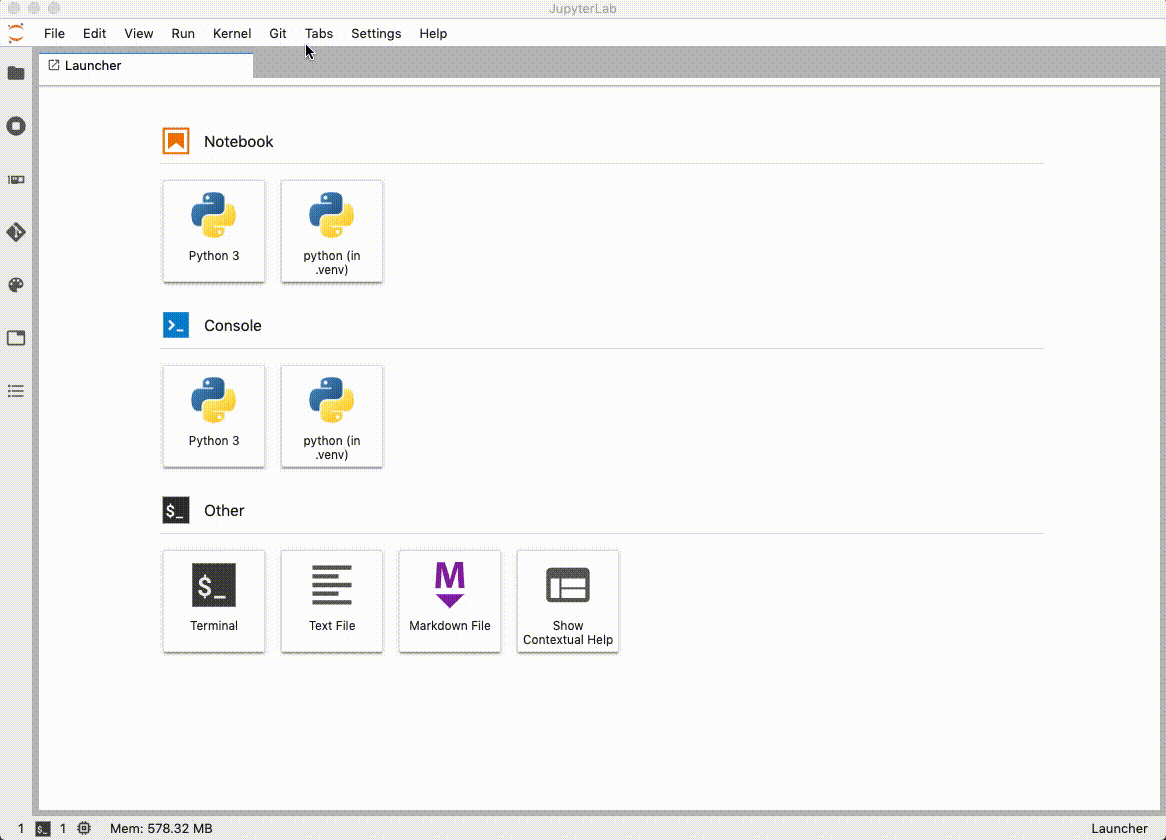 JupyterLab
File Edit View Run Kernel Git Tabs Settings Help
Launcher
Notebook
Python 3
python (in
.venv)
Console
Python 3
python (in
.venv)
$_ Other
$_
M
Terminal
Text File
Markdown File
Show
Contextual Help
1 $_ 1 Mem: 578.32 MB Launcher